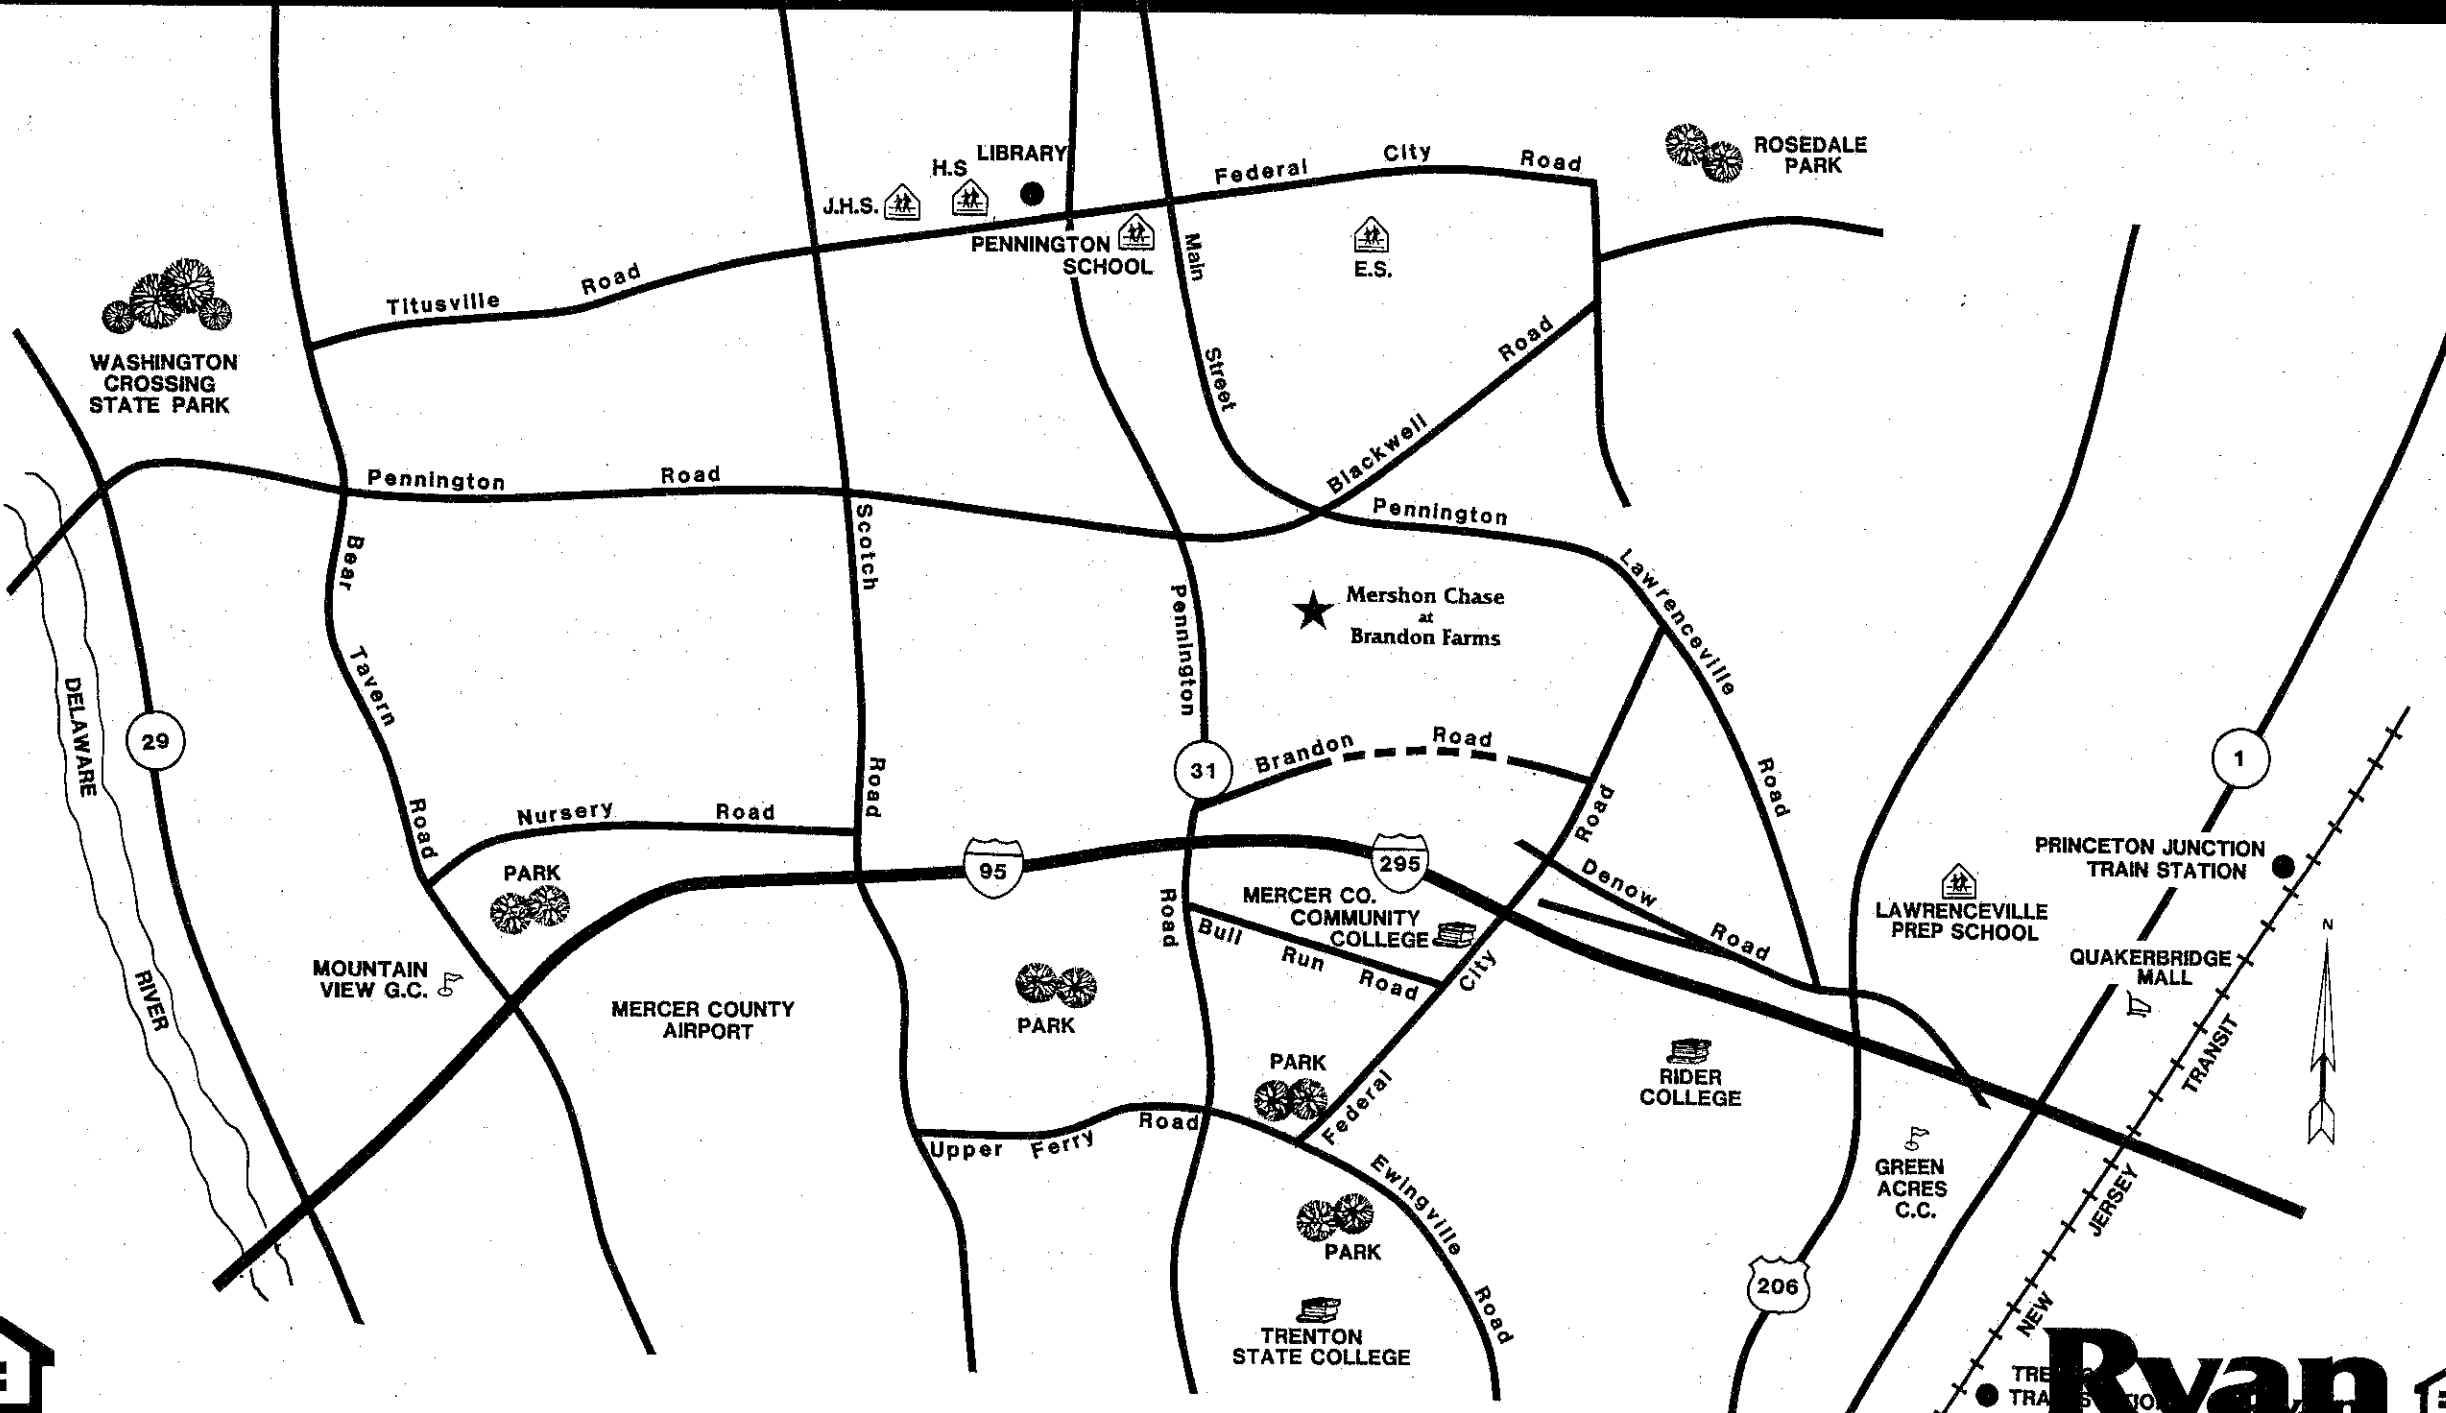 LIBRARY
H.S
J.H.S.
PENNINGTON
SCHOOL
Federal City Road
ROSEDALE
PARK
E.S.
Main Street
Titusville Road
WASHINGTON
CROSSING
STATE PARK
Blackwell Road
Pennington Road
Pennington Lawrenceville Road
Bear Tavern Road
Scotch Road
Pennington Road
Mershon Chase
at
Brandon Farms
DELAWARE RIVER
29
31
1
Brandon Road
Nursery Road
PARK
95
295
MERCER CO.
COMMUNITY
COLLEGE
Denow Road
Bull Run Road
Federal City Road
PRINCETON JUNCTION
TRAIN STATION
LAWRENCEVILLE
PREP SCHOOL
QUAKERBRIDGE
MALL
N
MOUNTAIN
VIEW G.C.
MERCER COUNTY
AIRPORT
PARK
PARK
RIDER
COLLEGE
Upper Ferry Road
Ewingville Road
PARK
GREEN
ACRES
C.C.
NEW JERSEY TRANSIT
206
TRENTON
STATE COLLEGE
Ryan